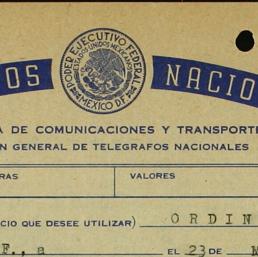 PODER EJECUTIVO FEDERAL
ESTADOS UNIDOS MEXICANOS
MEXICO D.F.
OS NACIO
A DE COMUNICACIONES Y TRANSPORTE
N GENERAL DE TELEGRAFOS NACIONALES
RAS VALORES
CIO QUE DESEE UTILIZAR) ORDIN
F., a EL 23 DE M